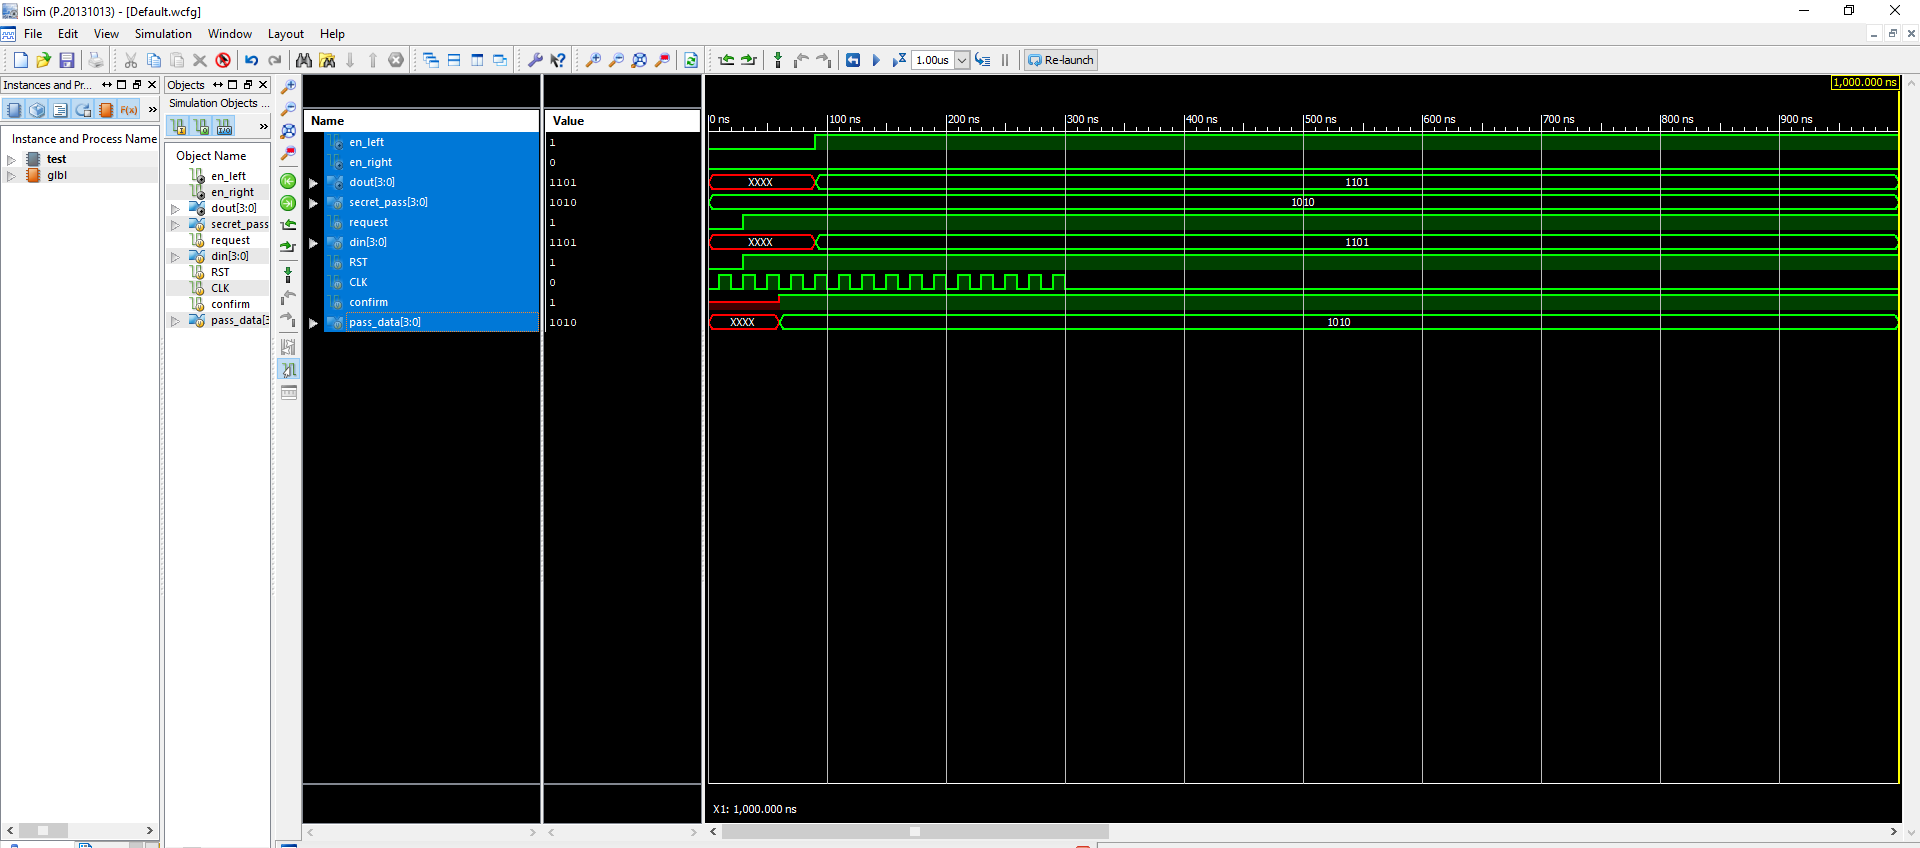 ISim (P.20131013) - [Default.wcfg]
File Edit View Simulation Window Layout Help
1.00us Re-launch
Instances and Pr...
Objects
Simulation Objects ...
F(x)
Instance and Process Name
test
glbl
Object Name
en_left
en_right
dout[3:0]
secret_pass
request
din[3:0]
RST
CLK
confirm
pass_data[3
Name Value
en_left 1
en_right 0
dout[3:0] 1101
secret_pass[3:0] 1010
request 1
din[3:0] 1101
RST 1
CLK 0
confirm 1
pass_data[3:0] 1010
1,000.000 ns
0 ns 100 ns 200 ns 300 ns 400 ns 500 ns 600 ns 700 ns 800 ns 900 ns
XXXX 1101
1010
XXXX 1101
XXXX 1010
X1: 1,000.000 ns